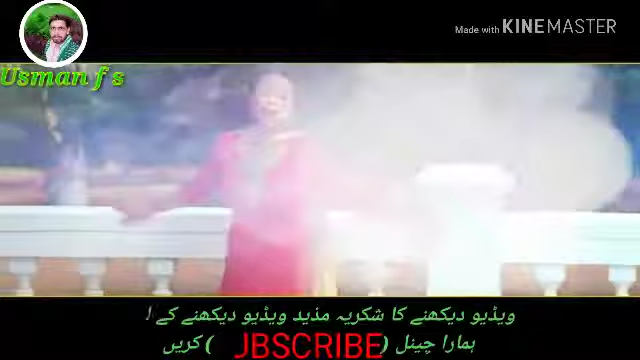 Made with KINEMASTER
Usman f s
ویڈیو دیکھنے کا شکریہ مذید ویڈیو دیکھنے کے ا
ہمارا چینل ( JBSCRIBE ) کریں